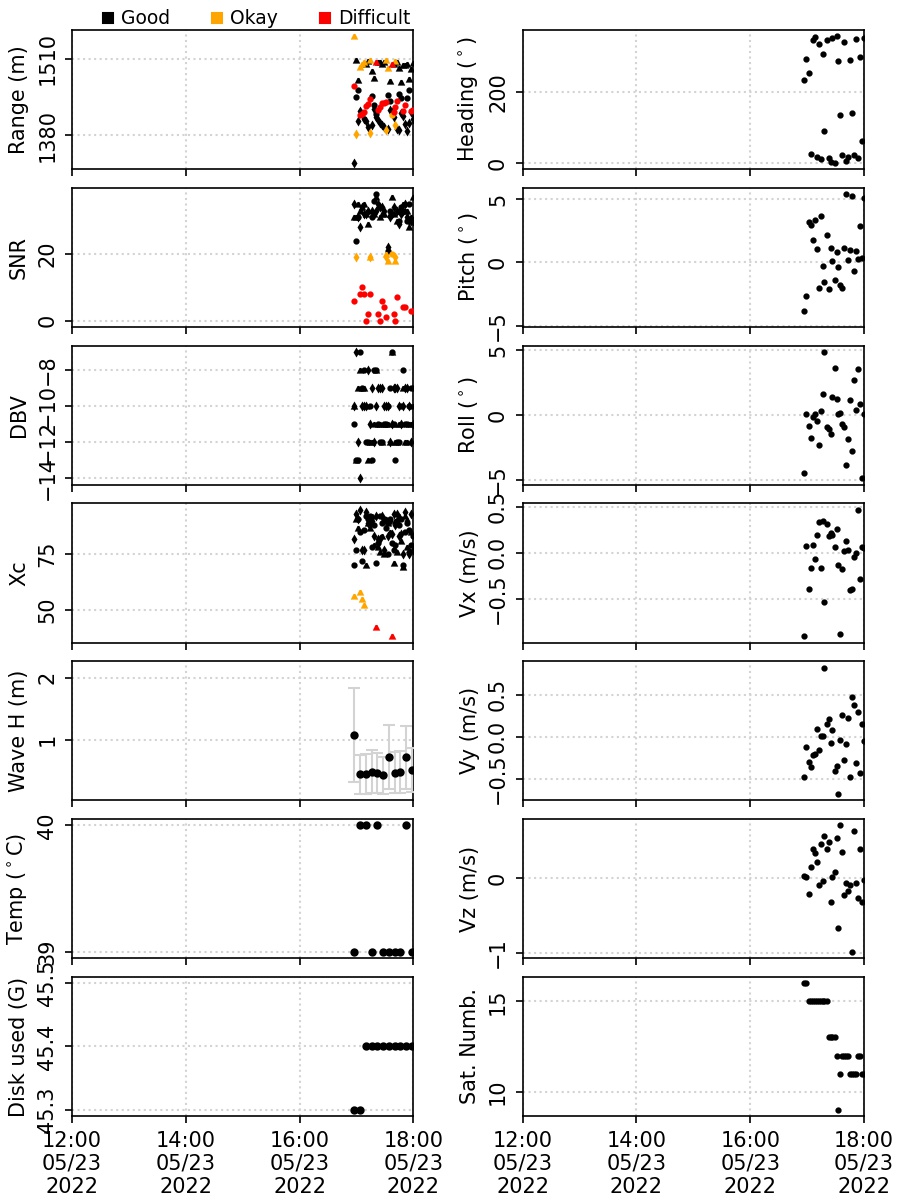 Good Okay Difficult
Range (m)
1510
1380
Heading (°)
200
0
SNR
20
0
Pitch (°)
5
0
−5
DBV
−8
−10
−12
−14
Roll (°)
5
0
−5
Xc
75
50
Vx (m/s)
0.5
0.0
−0.5
Wave H (m)
2
1
Vy (m/s)
0.5
0.0
−0.5
Temp (°C)
40
39
Vz (m/s)
0
−1
Disk used (G)
45.5
45.4
45.3
Sat. Numb.
15
10
12:00 14:00 16:00 18:00
05/23 05/23 05/23 05/23
2022 2022 2022 2022
12:00 14:00 16:00 18:00
05/23 05/23 05/23 05/23
2022 2022 2022 2022